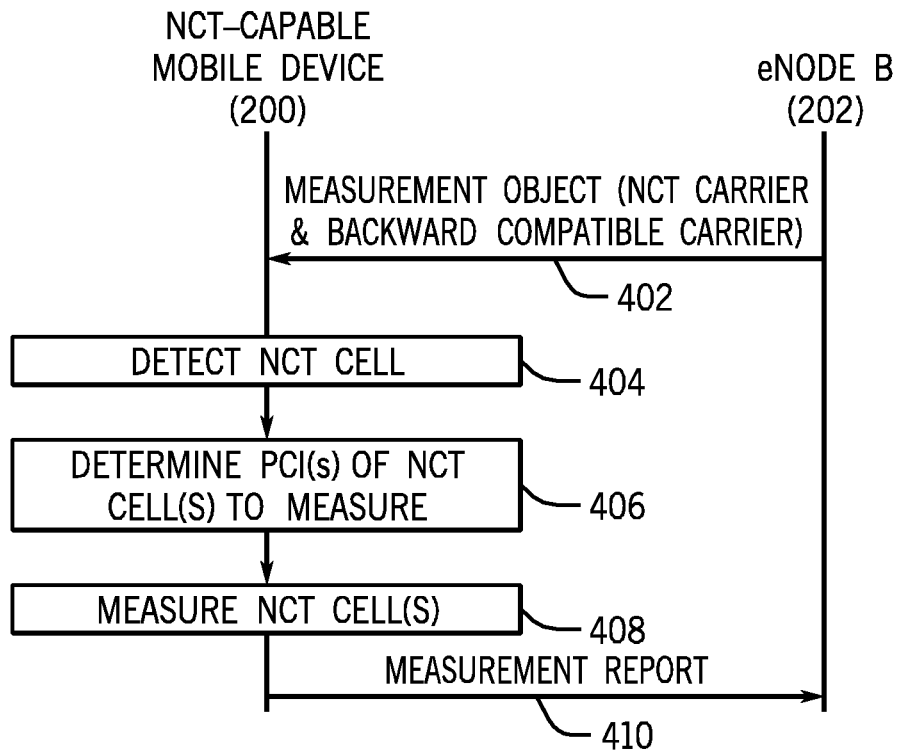 NCT-CAPABLE
MOBILE DEVICE
(200)
eNODE B
(202)
MEASUREMENT OBJECT (NCT CARRIER
& BACKWARD COMPATIBLE CARRIER)
402
DETECT NCT CELL
404
DETERMINE PCI(s) OF NCT
CELL(S) TO MEASURE
406
MEASURE NCT CELL(S)
408
MEASUREMENT REPORT
410